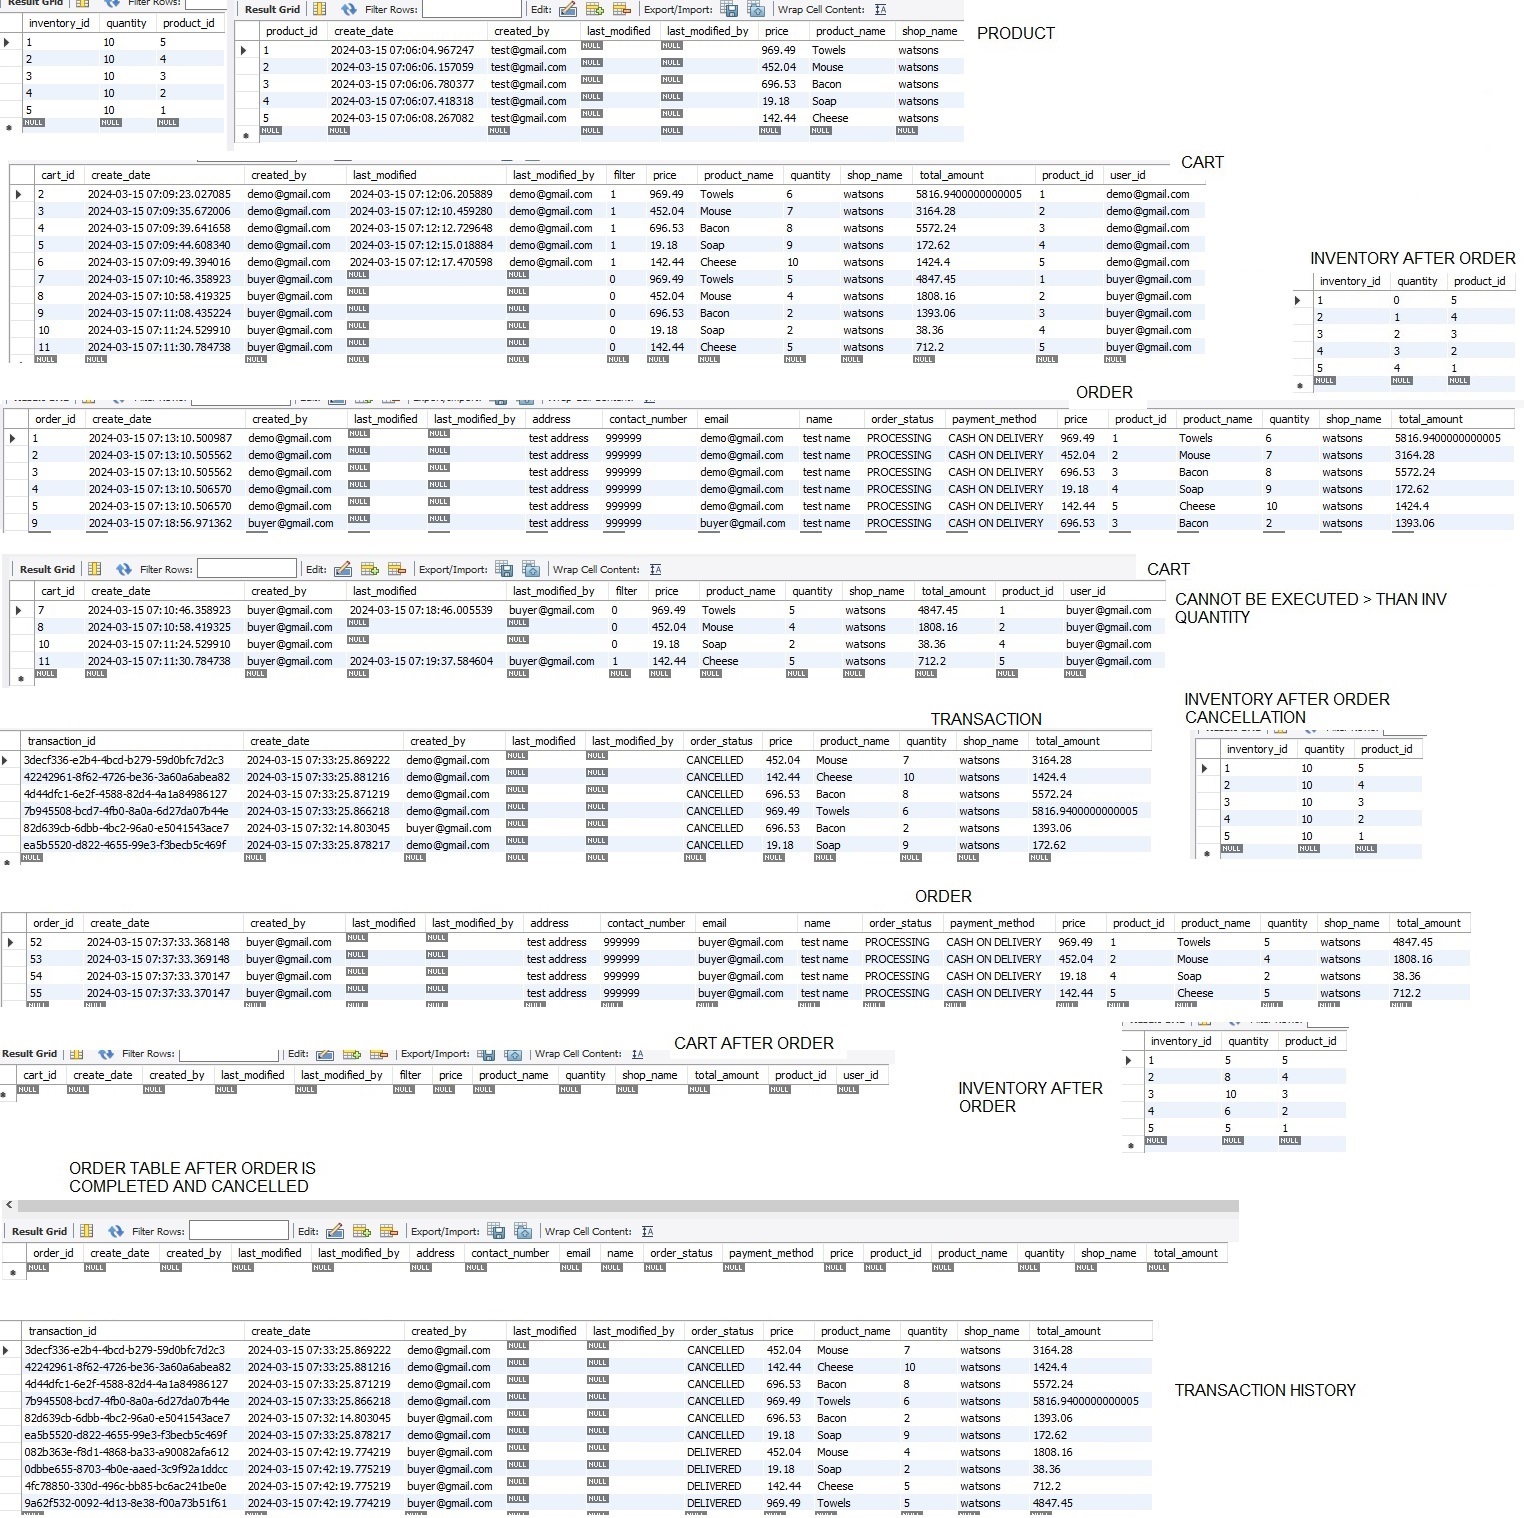 Result Grid Filter Rows:
inventory_id quantity product_id
1 10 5
2 10 4
3 10 3
4 10 2
5 10 1
NULL NULL NULL
Result Grid Filter Rows: Edit: Export/Import: Wrap Cell Content:
PRODUCT
product_id create_date created_by last_modified last_modified_by price product_name shop_name
1 2024-03-15 07:06:04.967247 test@gmail.com NULL NULL 969.49 Towels watsons
2 2024-03-15 07:06:06.157059 test@gmail.com NULL NULL 452.04 Mouse watsons
3 2024-03-15 07:06:06.780377 test@gmail.com NULL NULL 696.53 Bacon watsons
4 2024-03-15 07:06:07.418318 test@gmail.com NULL NULL 19.18 Soap watsons
5 2024-03-15 07:06:08.267082 test@gmail.com NULL NULL 142.44 Cheese watsons
NULL NULL NULL NULL NULL NULL NULL NULL
CART
cart_id create_date created_by last_modified last_modified_by filter price product_name quantity shop_name total_amount product_id user_id
2 2024-03-15 07:09:23.027085 demo@gmail.com 2024-03-15 07:12:06.205889 demo@gmail.com 1 969.49 Towels 6 watsons 5816.9400000000005 1 demo@gmail.com
3 2024-03-15 07:09:35.672006 demo@gmail.com 2024-03-15 07:12:10.459280 demo@gmail.com 1 452.04 Mouse 7 watsons 3164.28 2 demo@gmail.com
4 2024-03-15 07:09:39.641658 demo@gmail.com 2024-03-15 07:12:12.729648 demo@gmail.com 1 696.53 Bacon 8 watsons 5572.24 3 demo@gmail.com
5 2024-03-15 07:09:44.608340 demo@gmail.com 2024-03-15 07:12:15.018884 demo@gmail.com 1 19.18 Soap 9 watsons 172.62 4 demo@gmail.com
6 2024-03-15 07:09:49.394016 demo@gmail.com 2024-03-15 07:12:17.470598 demo@gmail.com 1 142.44 Cheese 10 watsons 1424.4 5 demo@gmail.com
7 2024-03-15 07:10:46.358923 buyer@gmail.com NULL NULL 0 969.49 Towels 5 watsons 4847.45 1 buyer@gmail.com
8 2024-03-15 07:10:58.419325 buyer@gmail.com NULL NULL 0 452.04 Mouse 4 watsons 1808.16 2 buyer@gmail.com
9 2024-03-15 07:11:08.435224 buyer@gmail.com NULL NULL 0 696.53 Bacon 2 watsons 1393.06 3 buyer@gmail.com
10 2024-03-15 07:11:24.529910 buyer@gmail.com NULL NULL 0 19.18 Soap 2 watsons 38.36 4 buyer@gmail.com
11 2024-03-15 07:11:30.784738 buyer@gmail.com NULL NULL 0 142.44 Cheese 5 watsons 712.2 5 buyer@gmail.com
NULL NULL NULL NULL NULL NULL NULL NULL NULL NULL NULL NULL NULL
INVENTORY AFTER ORDER
inventory_id quantity product_id
1 0 5
2 1 4
3 2 3
4 3 2
5 4 1
NULL NULL NULL
ORDER
order_id create_date created_by last_modified last_modified_by address contact_number email name order_status payment_method price product_id product_name quantity shop_name total_amount
1 2024-03-15 07:13:10.500987 demo@gmail.com NULL NULL test address 999999 demo@gmail.com test name PROCESSING CASH ON DELIVERY 969.49 1 Towels 6 watsons 5816.9400000000005
2 2024-03-15 07:13:10.505562 demo@gmail.com NULL NULL test address 999999 demo@gmail.com test name PROCESSING CASH ON DELIVERY 452.04 2 Mouse 7 watsons 3164.28
3 2024-03-15 07:13:10.505562 demo@gmail.com NULL NULL test address 999999 demo@gmail.com test name PROCESSING CASH ON DELIVERY 696.53 3 Bacon 8 watsons 5572.24
4 2024-03-15 07:13:10.506570 demo@gmail.com NULL NULL test address 999999 demo@gmail.com test name PROCESSING CASH ON DELIVERY 19.18 4 Soap 9 watsons 172.62
5 2024-03-15 07:13:10.506570 demo@gmail.com NULL NULL test address 999999 demo@gmail.com test name PROCESSING CASH ON DELIVERY 142.44 5 Cheese 10 watsons 1424.4
9 2024-03-15 07:18:56.971362 buyer@gmail.com NULL NULL test address 999999 buyer@gmail.com test name PROCESSING CASH ON DELIVERY 696.53 3 Bacon 2 watsons 1393.06
Result Grid Filter Rows: Edit: Export/Import: Wrap Cell Content:
CART
cart_id create_date created_by last_modified last_modified_by filter price product_name quantity shop_name total_amount product_id user_id
7 2024-03-15 07:10:46.358923 buyer@gmail.com 2024-03-15 07:18:46.005539 buyer@gmail.com 0 969.49 Towels 5 watsons 4847.45 1 buyer@gmail.com
8 2024-03-15 07:10:58.419325 buyer@gmail.com NULL NULL 0 452.04 Mouse 4 watsons 1808.16 2 buyer@gmail.com
10 2024-03-15 07:11:24.529910 buyer@gmail.com NULL NULL 0 19.18 Soap 2 watsons 38.36 4 buyer@gmail.com
11 2024-03-15 07:11:30.784738 buyer@gmail.com 2024-03-15 07:19:37.584604 buyer@gmail.com 1 142.44 Cheese 5 watsons 712.2 5 buyer@gmail.com
NULL NULL NULL NULL NULL NULL NULL NULL NULL NULL NULL NULL NULL
CANNOT BE EXECUTED > THAN INV
QUANTITY
TRANSACTION
transaction_id create_date created_by last_modified last_modified_by order_status price product_name quantity shop_name total_amount
3decf336-e2b4-4bcd-b279-59d0bfc7d2c3 2024-03-15 07:33:25.869222 demo@gmail.com NULL NULL CANCELLED 452.04 Mouse 7 watsons 3164.28
42242961-8f62-4726-be36-3a60a6abea82 2024-03-15 07:33:25.881216 demo@gmail.com NULL NULL CANCELLED 142.44 Cheese 10 watsons 1424.4
4d44dfc1-6e2f-4588-82d4-4a1a84986127 2024-03-15 07:33:25.871219 demo@gmail.com NULL NULL CANCELLED 696.53 Bacon 8 watsons 5572.24
7b945508-bcd7-4fb0-8a0a-6d27da07b44e 2024-03-15 07:33:25.866218 demo@gmail.com NULL NULL CANCELLED 969.49 Towels 6 watsons 5816.9400000000005
82d639cb-6dbb-4bc2-96a0-e5041543ace7 2024-03-15 07:32:14.803045 buyer@gmail.com NULL NULL CANCELLED 696.53 Bacon 2 watsons 1393.06
ea5b5520-d822-4655-99e3-f3becb5c469f 2024-03-15 07:33:25.878217 demo@gmail.com NULL NULL CANCELLED 19.18 Soap 9 watsons 172.62
NULL NULL NULL NULL NULL NULL NULL NULL NULL NULL NULL
INVENTORY AFTER ORDER
CANCELLATION
inventory_id quantity product_id
1 10 5
2 10 4
3 10 3
4 10 2
5 10 1
NULL NULL NULL
ORDER
order_id create_date created_by last_modified last_modified_by address contact_number email name order_status payment_method price product_id product_name quantity shop_name total_amount
52 2024-03-15 07:37:33.368148 buyer@gmail.com NULL NULL test address 999999 buyer@gmail.com test name PROCESSING CASH ON DELIVERY 969.49 1 Towels 5 watsons 4847.45
53 2024-03-15 07:37:33.369148 buyer@gmail.com NULL NULL test address 999999 buyer@gmail.com test name PROCESSING CASH ON DELIVERY 452.04 2 Mouse 4 watsons 1808.16
54 2024-03-15 07:37:33.370147 buyer@gmail.com NULL NULL test address 999999 buyer@gmail.com test name PROCESSING CASH ON DELIVERY 19.18 4 Soap 2 watsons 38.36
55 2024-03-15 07:37:33.370147 buyer@gmail.com NULL NULL test address 999999 buyer@gmail.com test name PROCESSING CASH ON DELIVERY 142.44 5 Cheese 5 watsons 712.2
NULL NULL NULL NULL NULL NULL NULL NULL NULL NULL NULL NULL NULL NULL NULL NULL NULL
Result Grid Filter Rows: Edit: Export/Import: Wrap Cell Content:
CART AFTER ORDER
cart_id create_date created_by last_modified last_modified_by filter price product_name quantity shop_name total_amount product_id user_id
NULL NULL NULL NULL NULL NULL NULL NULL NULL NULL NULL NULL NULL
INVENTORY AFTER
ORDER
inventory_id quantity product_id
1 5 5
2 8 4
3 10 3
4 6 2
5 5 1
NULL NULL NULL
ORDER TABLE AFTER ORDER IS
COMPLETED AND CANCELLED
Result Grid Filter Rows: Edit: Export/Import: Wrap Cell Content:
order_id create_date created_by last_modified last_modified_by address contact_number email name order_status payment_method price product_id product_name quantity shop_name total_amount
NULL NULL NULL NULL NULL NULL NULL NULL NULL NULL NULL NULL NULL NULL NULL NULL NULL
transaction_id create_date created_by last_modified last_modified_by order_status price product_name quantity shop_name total_amount
3decf336-e2b4-4bcd-b279-59d0bfc7d2c3 2024-03-15 07:33:25.869222 demo@gmail.com NULL NULL CANCELLED 452.04 Mouse 7 watsons 3164.28
42242961-8f62-4726-be36-3a60a6abea82 2024-03-15 07:33:25.881216 demo@gmail.com NULL NULL CANCELLED 142.44 Cheese 10 watsons 1424.4
4d44dfc1-6e2f-4588-82d4-4a1a84986127 2024-03-15 07:33:25.871219 demo@gmail.com NULL NULL CANCELLED 696.53 Bacon 8 watsons 5572.24
7b945508-bcd7-4fb0-8a0a-6d27da07b44e 2024-03-15 07:33:25.866218 demo@gmail.com NULL NULL CANCELLED 969.49 Towels 6 watsons 5816.9400000000005
82d639cb-6dbb-4bc2-96a0-e5041543ace7 2024-03-15 07:32:14.803045 buyer@gmail.com NULL NULL CANCELLED 696.53 Bacon 2 watsons 1393.06
ea5b5520-d822-4655-99e3-f3becb5c469f 2024-03-15 07:33:25.878217 demo@gmail.com NULL NULL CANCELLED 19.18 Soap 9 watsons 172.62
082b363e-f8d1-4868-ba33-a90082afa612 2024-03-15 07:42:19.774219 buyer@gmail.com NULL NULL DELIVERED 452.04 Mouse 4 watsons 1808.16
0dbbe655-8703-4b0e-aaed-3c9f92a1ddcc 2024-03-15 07:42:19.775219 buyer@gmail.com NULL NULL DELIVERED 19.18 Soap 2 watsons 38.36
4fc78850-330d-496c-bb85-bc6ac241be0e 2024-03-15 07:42:19.775219 buyer@gmail.com NULL NULL DELIVERED 142.44 Cheese 5 watsons 712.2
9a62f532-0092-4d13-8e38-f00a73b51f61 2024-03-15 07:42:19.774219 buyer@gmail.com NULL NULL DELIVERED 969.49 Towels 5 watsons 4847.45
TRANSACTION HISTORY